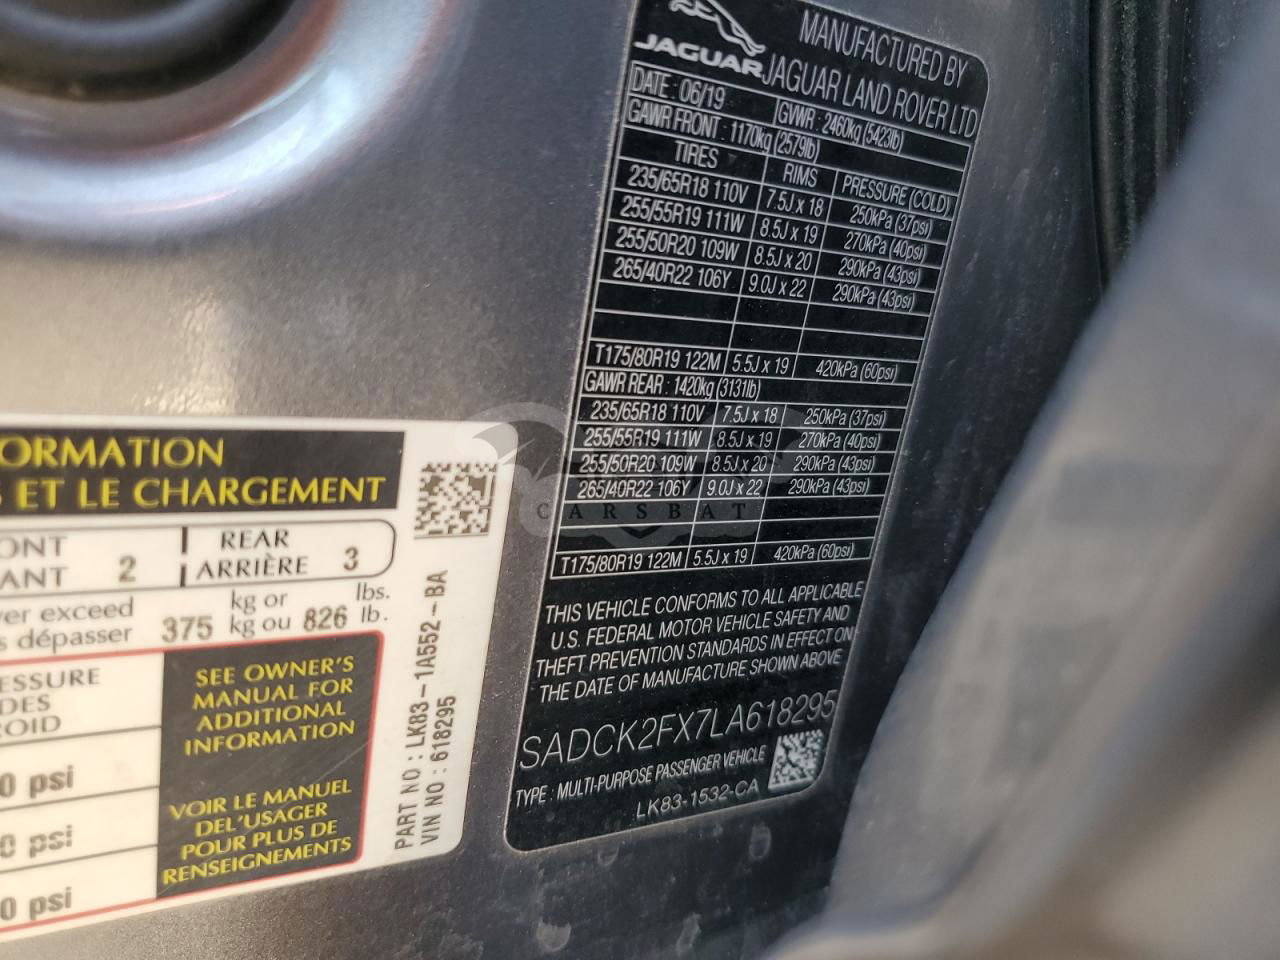 JAGUAR
MANUFACTURED BY
JAGUAR LAND ROVER LTD
DATE : 06/19 GVWR : 2460kg (5423lb)
GAWR FRONT : 1170kg (2579lb)
TIRES RIMS PRESSURE (COLD)
235/65R18 110V 7.5J x 18 250kPa (37psi)
255/55R19 111W 8.5J x 19 270kPa (40psi)
255/50R20 109W 8.5J x 20 290kPa (43psi)
265/40R22 106Y 9.0J x 22 290kPa (43psi)
T175/80R19 122M 5.5J x 19 420kPa (60psi)
GAWR REAR : 1420kg (3131lb)
235/65R18 110V 7.5J x 18 250kPa (37psi)
255/55R19 111W 8.5J x 19 270kPa (40psi)
255/50R20 109W 8.5J x 20 290kPa (43psi)
265/40R22 106Y 9.0J x 22 290kPa (43psi)
T175/80R19 122M 5.5J x 19 420kPa (60psi)
THIS VEHICLE CONFORMS TO ALL APPLICABLE
U.S. FEDERAL MOTOR VEHICLE SAFETY AND
THEFT PREVENTION STANDARDS IN EFFECT ON
THE DATE OF MANUFACTURE SHOWN ABOVE
SADCK2FX7LA618295
TYPE : MULTI-PURPOSE PASSENGER VEHICLE
LK83-1532-CA
CARSBAT
ORMATION
S ET LE CHARGEMENT
ONT 2 REAR
ANT ARRIÈRE 3
ver exceed 375 kg or 826 lbs.
s dépasser kg ou lb.
ESSURE
DES
ROID
0 psi
0 psi
0 psi
SEE OWNER'S
MANUAL FOR
ADDITIONAL
INFORMATION
VOIR LE MANUEL
DEL'USAGER
POUR PLUS DE
RENSEIGNEMENTS
PART NO : LK83-1A552-BA
VIN NO : 618295